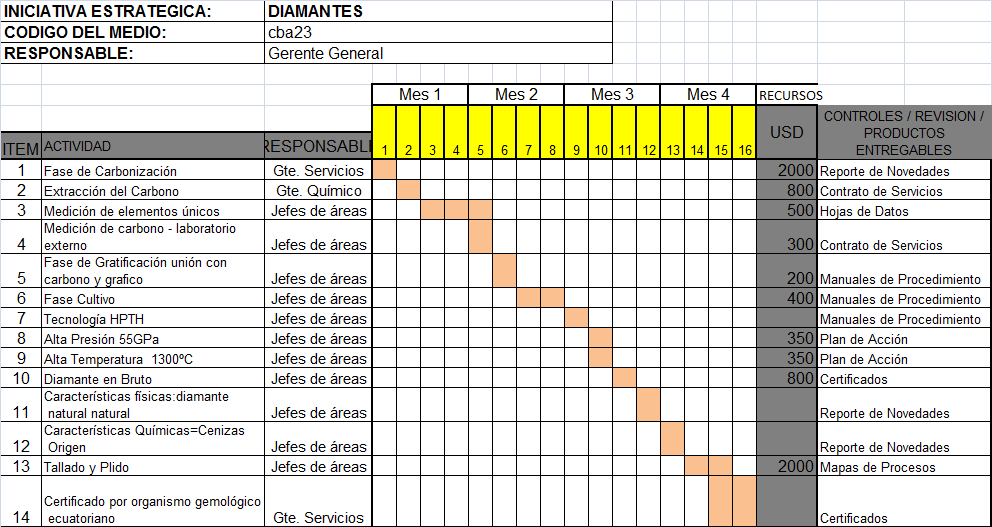 INICIATIVA ESTRATEGICA: DIAMANTES
CODIGO DEL MEDIO: cba23
RESPONSABLE: Gerente General
Mes 1 Mes 2 Mes 3 Mes 4 RECURSOS
ITEM ACTIVIDAD RESPONSABL 1 2 3 4 5 6 7 8 9 10 11 12 13 14 15 16 USD CONTROLES / REVISION /
PRODUCTOS
ENTREGABLES
1 Fase de Carbonización Gte. Servicios 2000 Reporte de Novedades
2 Extracción del Carbono Gte. Químico 800 Contrato de Servicios
3 Medición de elementos únicos Jefes de áreas 500 Hojas de Datos
Medición de carbono - laboratorio
4 externo Jefes de áreas 300 Contrato de Servicios
Fase de Gratificación unión con
5 carbono y grafico Jefes de áreas 200 Manuales de Procedimiento
6 Fase Cultivo Jefes de áreas 400 Manuales de Procedimiento
7 Tecnología HPTH Jefes de áreas Manuales de Procedimiento
8 Alta Presión 55GPa Jefes de áreas 350 Plan de Acción
9 Alta Temperatura 1300ºC Jefes de áreas 350 Plan de Acción
10 Diamante en Bruto Jefes de áreas 800 Certificados
Características físicas:diamante
11 natural natural Jefes de áreas Reporte de Novedades
Características Químicas=Cenizas
12 Origen Jefes de áreas Reporte de Novedades
13 Tallado y Plido Jefes de áreas 2000 Mapas de Procesos
Certificado por organismo gemológico
14 ecuatoriano Gte. Servicios Certificados